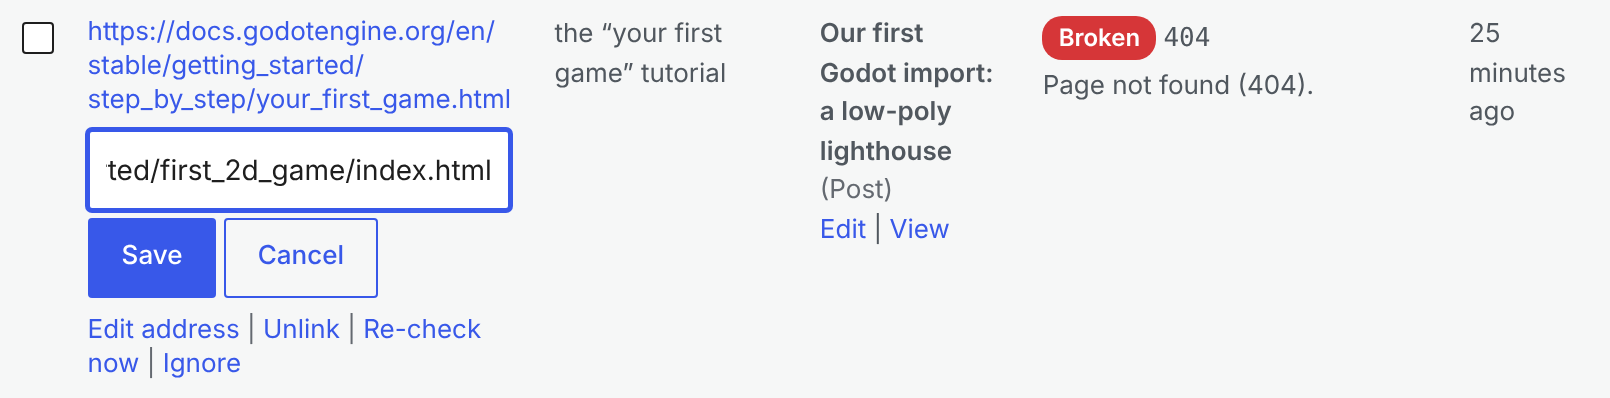 https://docs.godotengine.org/en/
stable/getting_started/
step_by_step/your_first_game.html
ted/first_2d_game/index.html
Save
Cancel
Edit address | Unlink | Re-check
now | Ignore
the “your first
game” tutorial
Our first
Godot import:
a low-poly
lighthouse
(Post)
Edit | View
Broken 404
Page not found (404).
25
minutes
ago